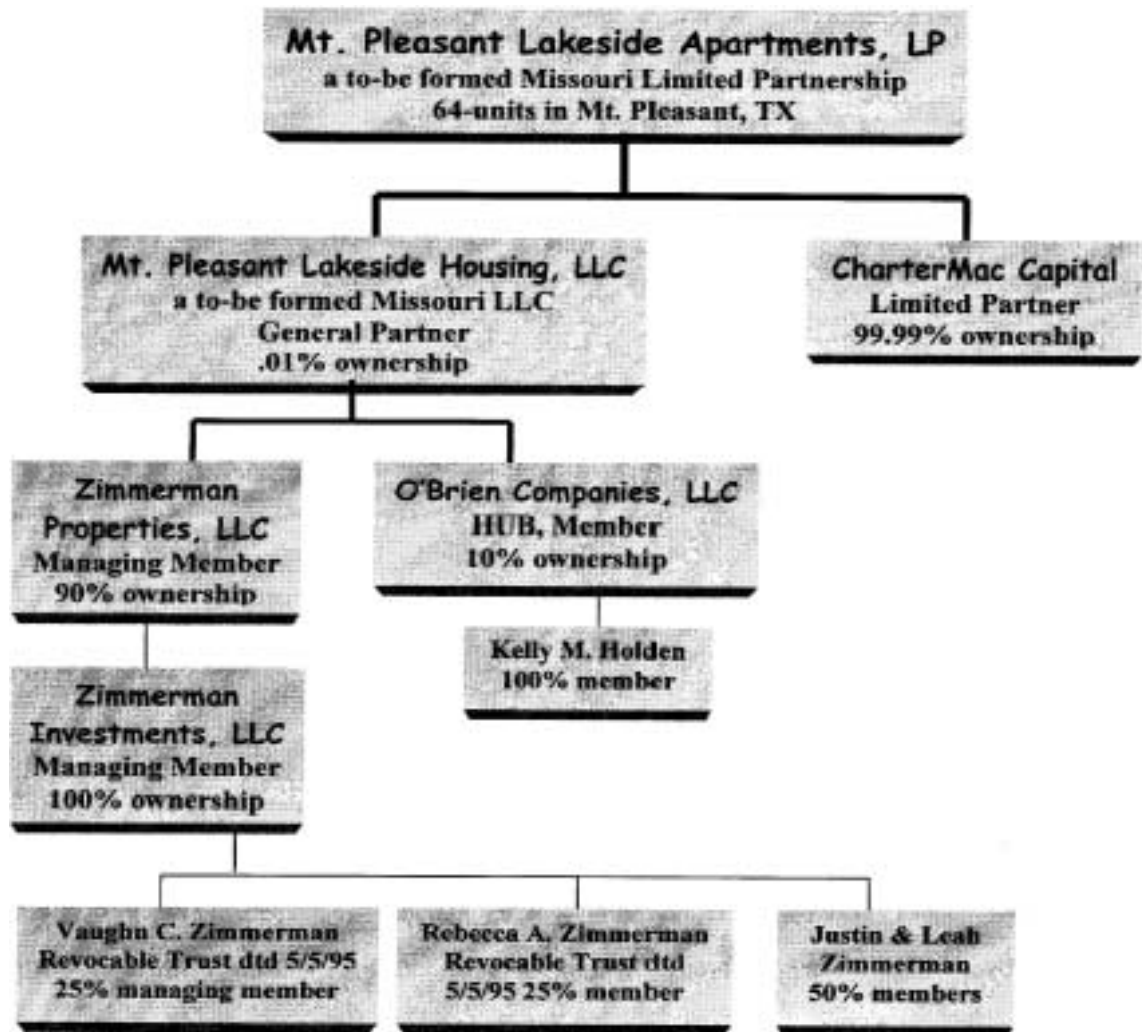 Mt. Pleasant Lakeside Apartments, LP
a to-be formed Missouri Limited Partnership
64-units in Mt. Pleasant, TX
Mt. Pleasant Lakeside Housing, LLC
a to-be formed Missouri LLC
General Partner
.01% ownership
CharterMac Capital
Limited Partner
99.99% ownership
Zimmerman
Properties, LLC
Managing Member
90% ownership
O'Brien Companies, LLC
HUB, Member
10% ownership
Kelly M. Holden
100% member
Zimmerman
Investments, LLC
Managing Member
100% ownership
Vaughn C. Zimmerman
Revocable Trust dtd 5/5/95
25% managing member
Rebecca A. Zimmerman
Revocable Trust dtd
5/5/95 25% member
Justin & Leah
Zimmerman
50% members